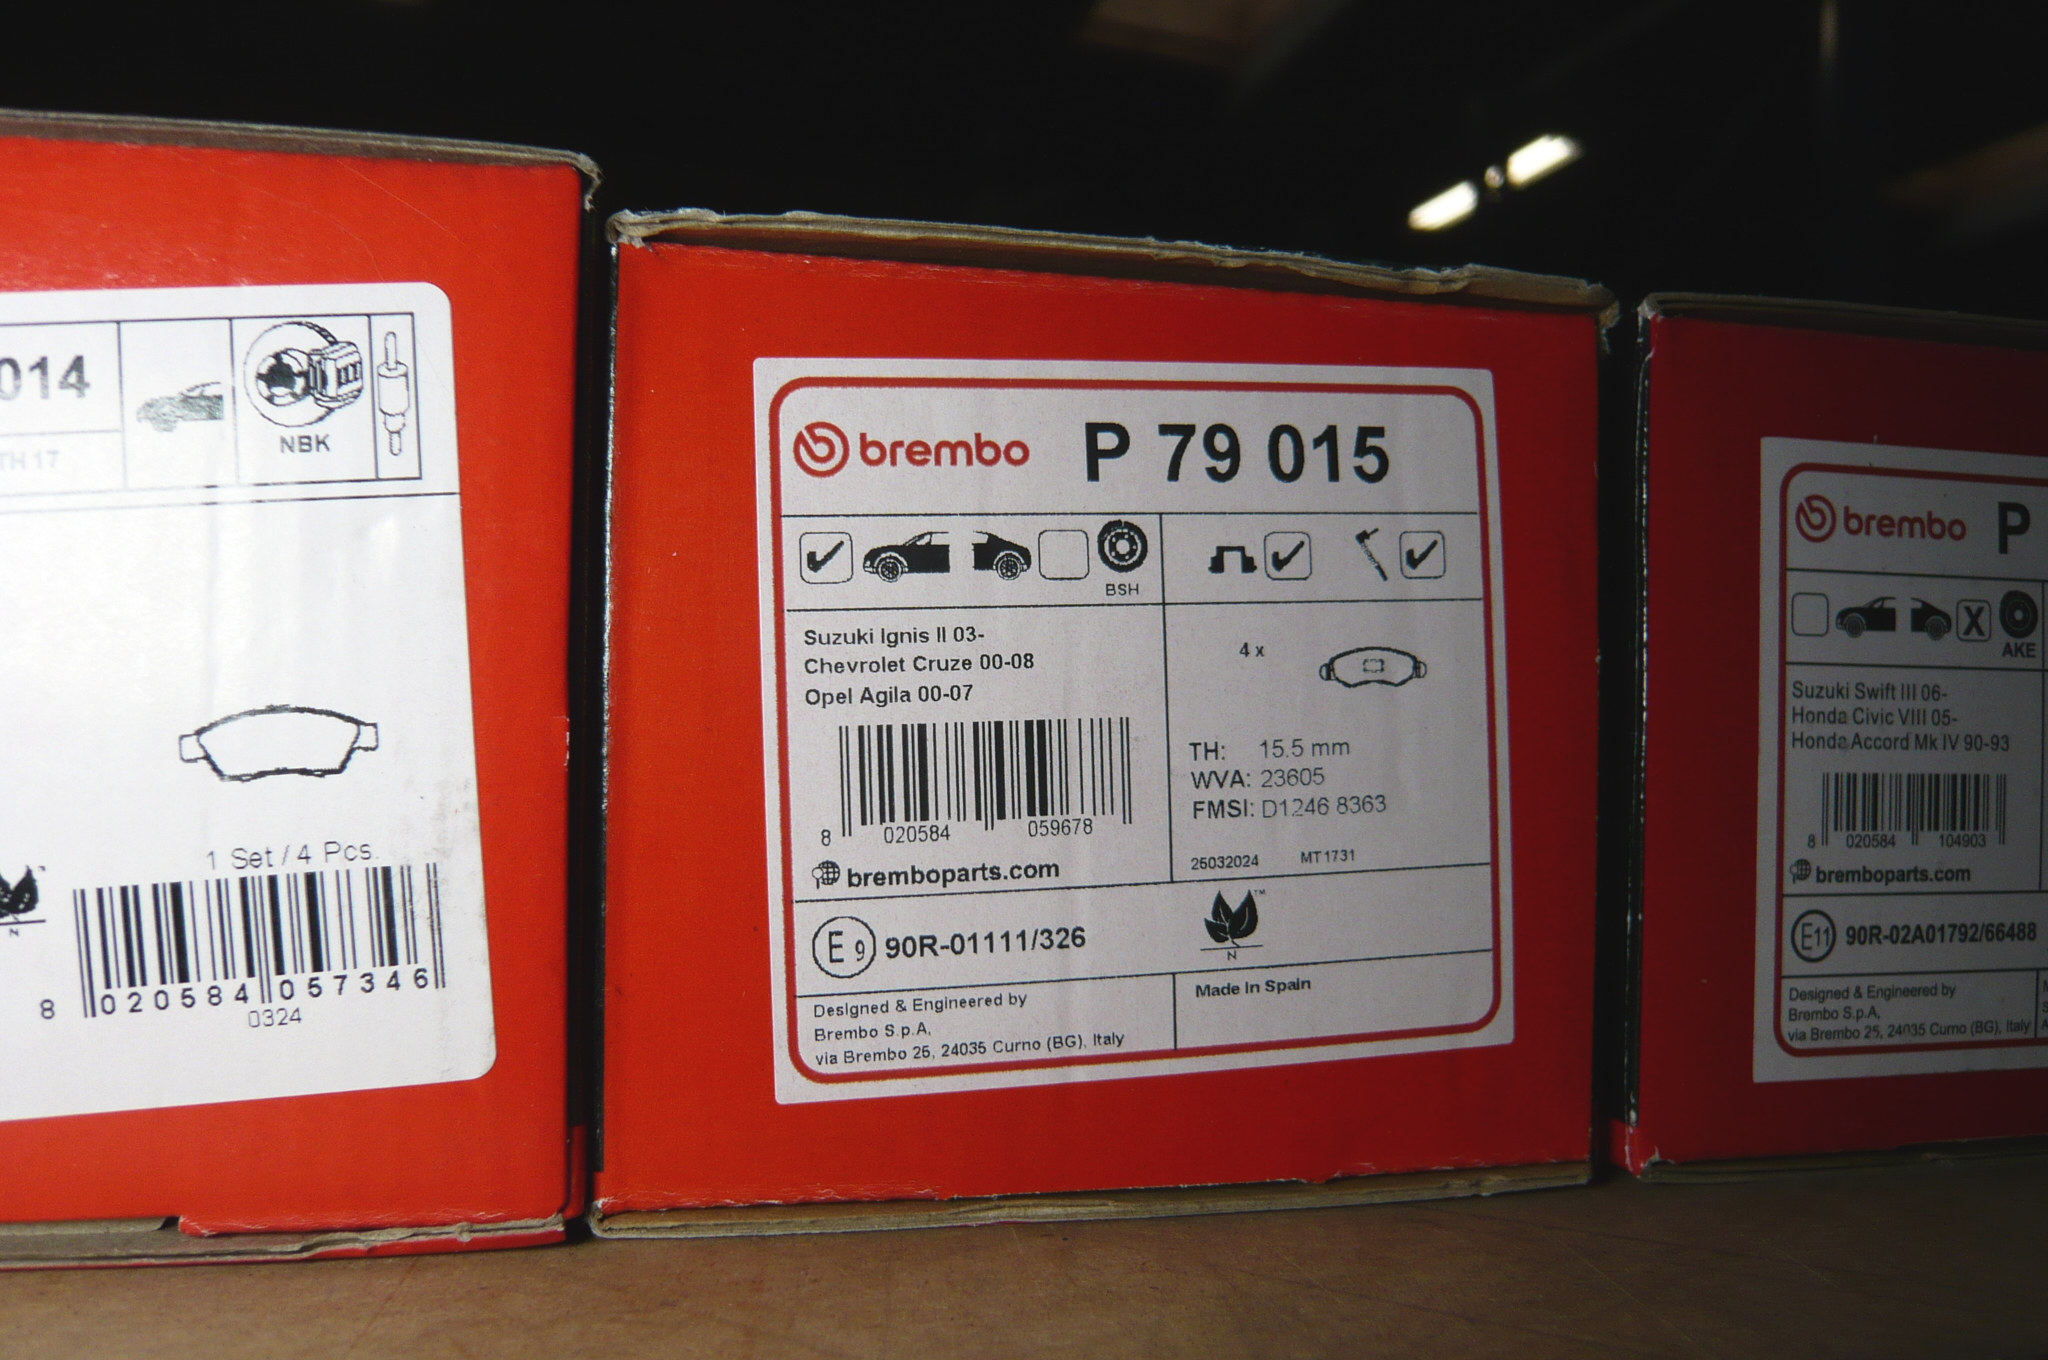 014
TH 17
NBK
1 Set / 4 Pcs.
N
8 020584 057346
0324
brembo P 79 015
BSH
Suzuki Ignis II 03-
Chevrolet Cruze 00-08
Opel Agila 00-07
4 x
TH: 15.5 mm
WVA: 23605
FMSI: D1246 8363
8 020584 059678
25032024 MT1731
bremboparts.com
E9 90R-01111/326
TM
N
Designed & Engineered by
Brembo S.p.A,
via Brembo 25, 24035 Curno (BG), Italy
Made In Spain
brembo P
X
AKE
Suzuki Swift III 06-
Honda Civic VIII 05-
Honda Accord Mk IV 90-93
8 020584 104903
bremboparts.com
E11 90R-02A01792/66488
Designed & Engineered by
Brembo S.p.A,
via Brembo 25, 24035 Curno (BG), Italy